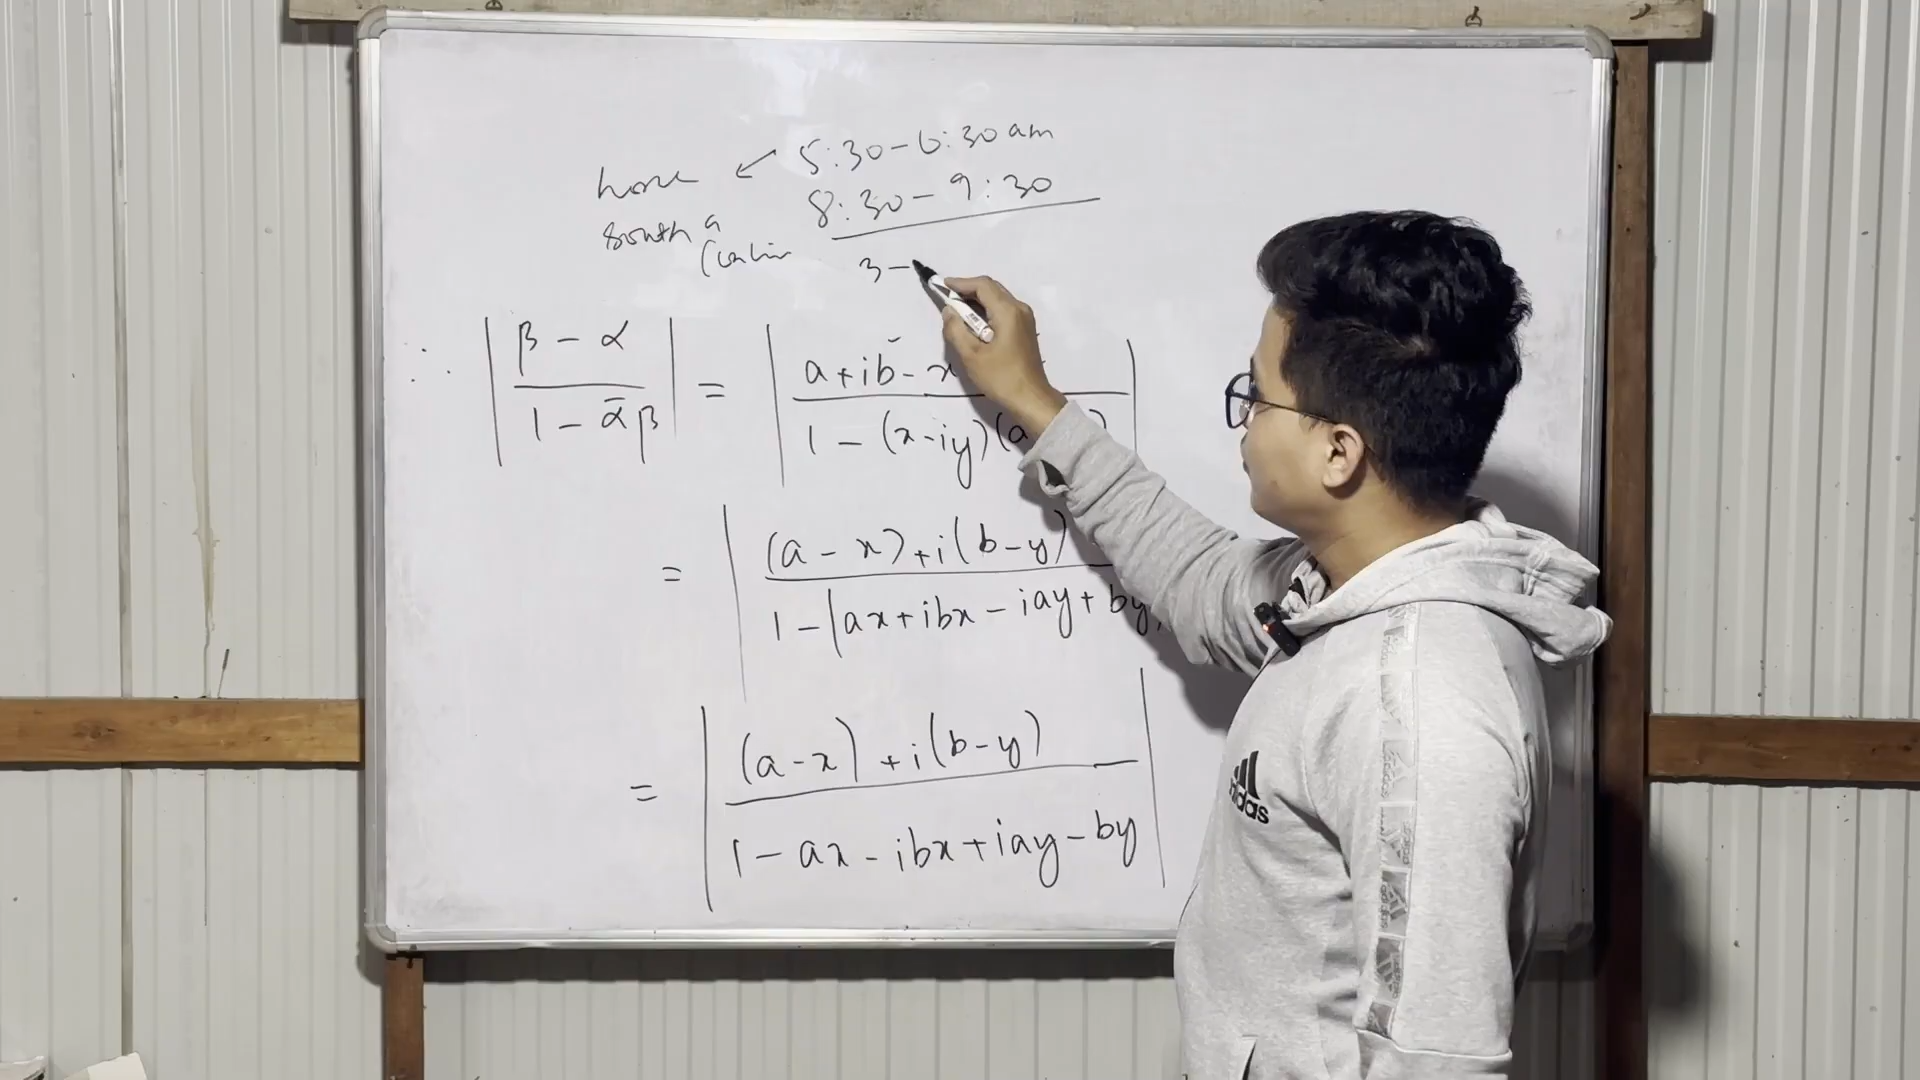 5:30 – 6:30 am
home ← 8:30 – 9:30
3 –
∴ | β – α / 1 – ᾱβ | = | a + ib – x / 1 – (x – iy)(a
= | (a – x) + i(b – y) / 1 – (ax + ibx – iay + by
= | (a – x) + i(b – y) / 1 – ax – ibx + iay – by |
adidas